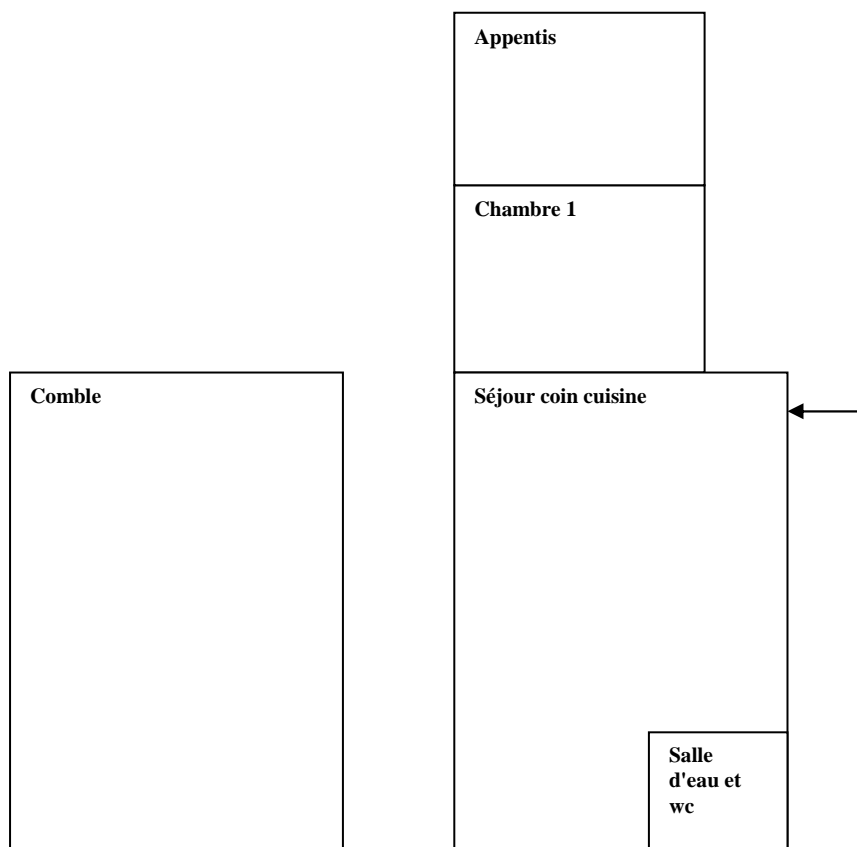 Appentis
Chambre 1
Comble
Séjour coin cuisine
Salle
d'eau et
wc